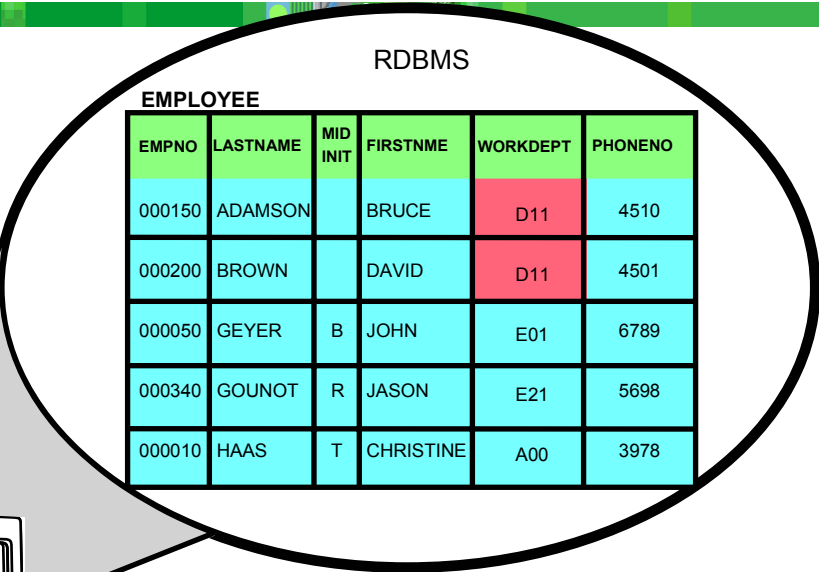 RDBMS
EMPLOYEE
EMPNO LASTNAME MID INIT FIRSTNME WORKDEPT PHONENO
000150 ADAMSON BRUCE D11 4510
000200 BROWN DAVID D11 4501
000050 GEYER B JOHN E01 6789
000340 GOUNOT R JASON E21 5698
000010 HAAS T CHRISTINE A00 3978